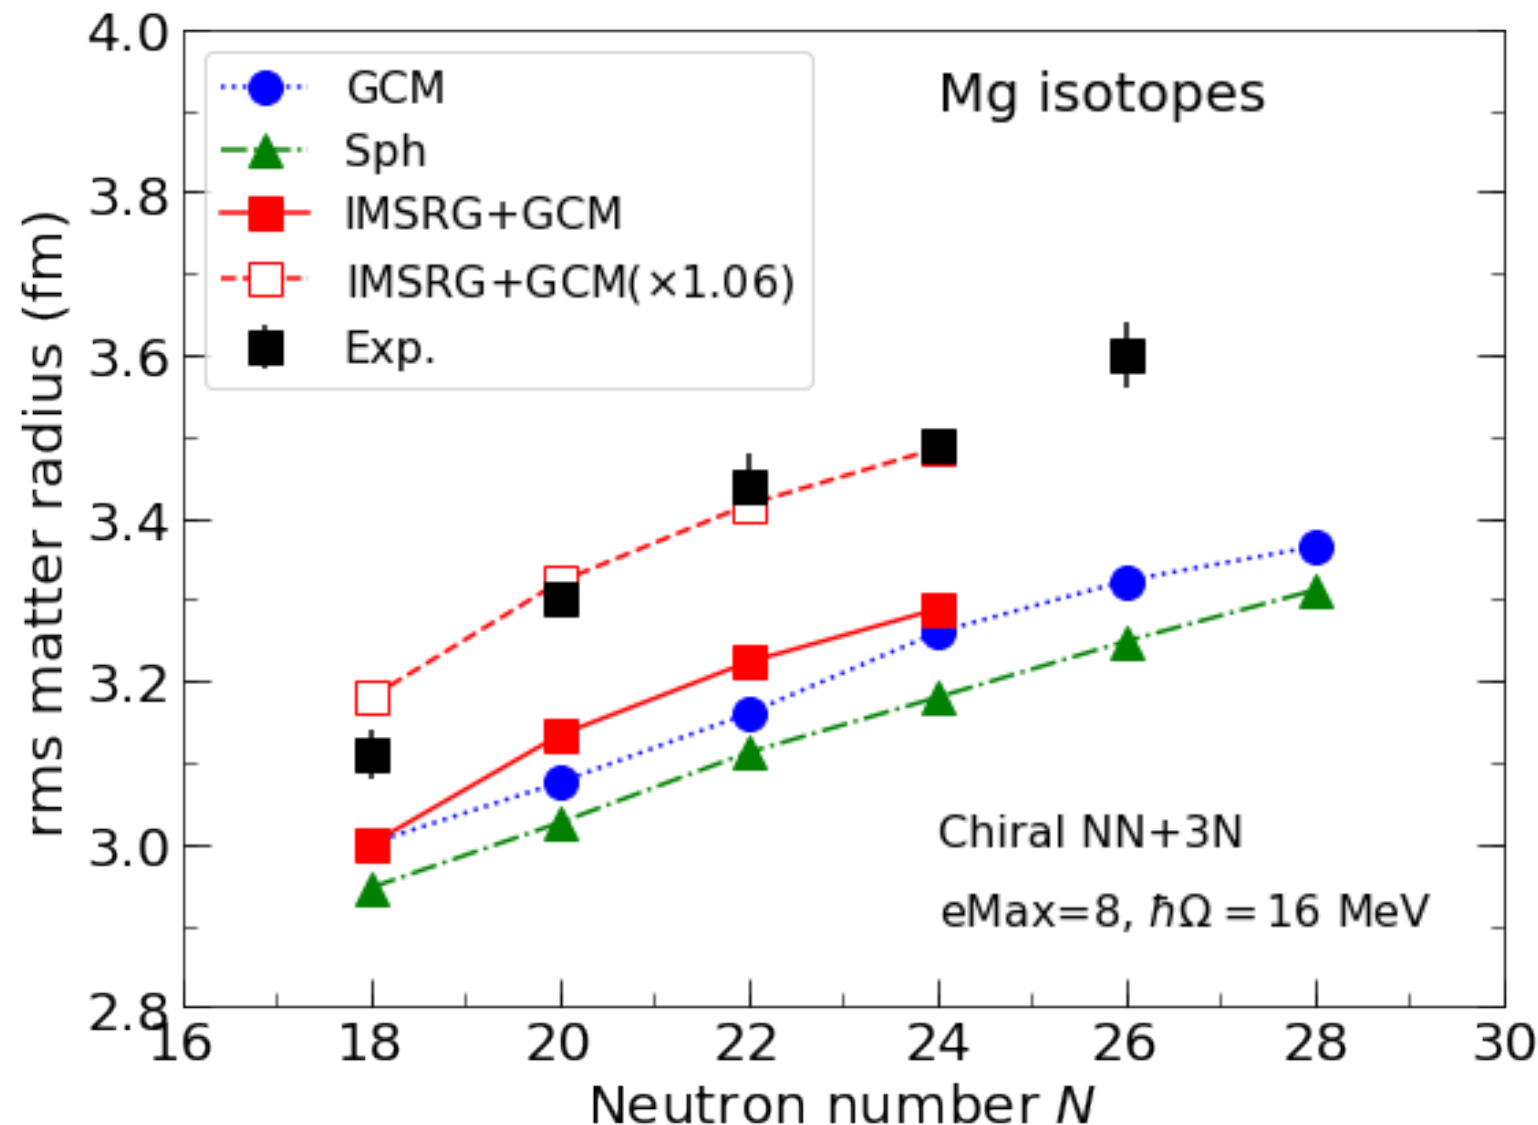 4.0
3.8
3.6
3.4
3.2
3.0
2.8
rms matter radius (fm)
GCM
Sph
IMSRG+GCM
IMSRG+GCM(×1.06)
Exp.
Mg isotopes
Chiral NN+3N
eMax=8, ℏΩ = 16 MeV
16 18 20 22 24 26 28 30
Neutron number N